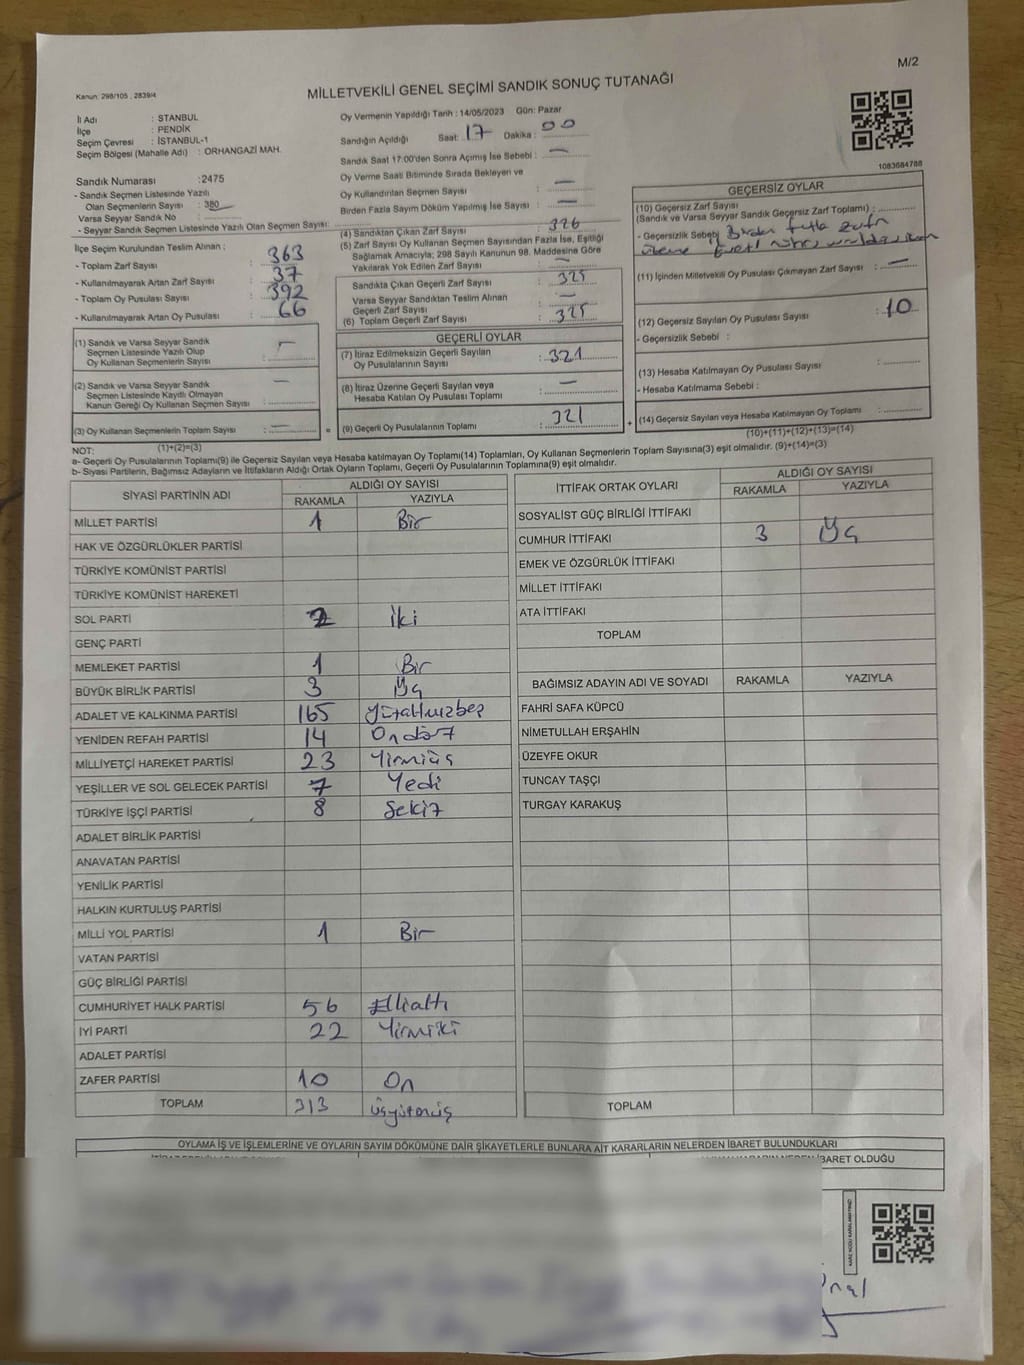 M/2
Kanun: 298/105 , 2839/4
MİLLETVEKİLİ GENEL SEÇİMİ SANDIK SONUÇ TUTANAĞI
İl Adı : STANBUL
İlçe : PENDİK
Seçim Çevresi : İSTANBUL-1
Seçim Bölgesi (Mahalle Adı) : ORHANGAZİ MAH.
Sandık Numarası :2475
- Sandık Seçmen Listesinde Yazılı
Olan Seçmenlerin Sayısı : 380
Varsa Seyyar Sandık No :
- Seyyar Sandık Seçmen Listesinde Yazılı Olan Seçmen Sayısı:
İlçe Seçim Kurulundan Teslim Alınan ;
- Toplam Zarf Sayısı : 363
- Kullanılmayarak Artan Zarf Sayısı : 37
- Toplam Oy Pusulası Sayısı : 392
- Kullanılmayarak Artan Oy Pusulası : 66
(1) Sandık ve Varsa Seyyar Sandık
Seçmen Listesinde Yazılı Olup
Oy Kullanan Seçmenlerin Sayısı : -
(2) Sandık ve Varsa Seyyar Sandık
Seçmen Listesinde Kayıtlı Olmayan
Kanun Gereği Oy Kullanan Seçmen Sayısı : -
(3) Oy Kullanan Seçmenlerin Toplam Sayısı : -
(1)+(2)=(3)
Oy Vermenin Yapıldığı Tarih : 14/05/2023 Gün: Pazar
Sandığın Açıldığı Saat: 17 Dakika : 00
Sandık Saat 17:00'den Sonra Açımış İse Sebebi : -
Oy Verme Saati Bitiminde Sırada Bekleyen ve
Oy Kullandırılan Seçmen Sayısı : -
Birden Fazla Sayım Döküm Yapılmış İse Sayısı : -
(4) Sandıktan Çıkan Zarf Sayısı : 326
(5) Zarf Sayısı Oy Kullanan Seçmen Sayısından Fazla İse, Eşitliği
Sağlamak Amacıyla; 298 Sayılı Kanunun 98. Maddesine Göre
Yakılarak Yok Edilen Zarf Sayısı : -
Sandıkta Çıkan Geçerli Zarf Sayısı : 325
Varsa Seyyar Sandıktan Teslim Alınan
Geçerli Zarf Sayısı : -
(6) Toplam Geçerli Zarf Sayısı : 325
GEÇERLİ OYLAR
(7) İtiraz Edilmeksizin Geçerli Sayılan
Oy Pusulalarının Sayısı : 321
(8) İtiraz Üzerine Geçerli Sayılan veya
Hesaba Katılan Oy Pusulası Toplamı : -
(9) Geçerli Oy Pusulalarının Toplamı : 321
1083684788
GEÇERSİZ OYLAR
(10) Geçersiz Zarf Sayısı
(Sandık ve Varsa Seyyar Sandık Geçersiz Zarf Toplamı) :
- Geçersiz Sebebi : Birden fazla zarfın
(11) İçinden Milletvekili Oy Pusulası Çıkmayan Zarf Sayısı : -
(12) Geçersiz Sayılan Oy Pusulası Sayısı : 10
- Geçersizlik Sebebi :
(13) Hesaba Katılmayan Oy Pusulası Sayısı :
- Hesaba Katılmama Sebebi :
(14) Geçersiz Sayılan veya Hesaba Katılmayan Oy Toplamı :
(10)+(11)+(12)+(13)=(14)
NOT:
a- Geçerli Oy Pusulalarının Toplamı(9) ile Geçersiz Sayılan veya Hesaba katılmayan Oy Toplamı(14) Toplamları, Oy Kullanan Seçmenlerin Toplam Sayısına(3) eşit olmalıdır. (9)+(14)=(3)
b- Siyasi Partilerin, Bağımsız Adayların ve İttifakların Aldığı Ortak Oyların Toplamı, Geçerli Oy Pusulalarının Toplamına(9) eşit olmalıdır.
SİYASİ PARTİNİN ADI ALDIĞI OY SAYISI
RAKAMLA YAZIYLA
MİLLET PARTİSİ 1 Bir
HAK VE ÖZGÜRLÜKLER PARTİSİ
TÜRKİYE KOMÜNİST PARTİSİ
TÜRKİYE KOMÜNİST HAREKETİ
SOL PARTİ 2 İki
GENÇ PARTİ
MEMLEKET PARTİSİ 1 Bir
BÜYÜK BİRLİK PARTİSİ 3 Üç
ADALET VE KALKINMA PARTİSİ 165 Yüzaltmışbeş
YENİDEN REFAH PARTİSİ 14 Ondört
MİLLİYETÇİ HAREKET PARTİSİ 23 Yirmiüç
YEŞİLLER VE SOL GELECEK PARTİSİ 7 Yedi
TÜRKİYE İŞÇİ PARTİSİ 8 Sekiz
ADALET BİRLİK PARTİSİ
ANAVATAN PARTİSİ
YENİLİK PARTİSİ
HALKIN KURTULUŞ PARTİSİ
MİLLİ YOL PARTİSİ 1 Bir
VATAN PARTİSİ
GÜÇ BİRLİĞİ PARTİSİ
CUMHURİYET HALK PARTİSİ 56 Elliatı
İYİ PARTİ 22 Yirmiiki
ADALET PARTİSİ
ZAFER PARTİSİ 10 On
TOPLAM 313 üçyüzonüç
İTTİFAK ORTAK OYLARI ALDIĞI OY SAYISI
RAKAMLA YAZIYLA
SOSYALİST GÜÇ BİRLİĞİ İTTİFAKI
CUMHUR İTTİFAKI 3 Üç
EMEK VE ÖZGÜRLÜK İTTİFAKI
MİLLET İTTİFAKI
ATA İTTİFAKI
TOPLAM
BAĞIMSIZ ADAYIN ADI VE SOYADI RAKAMLA YAZIYLA
FAHRİ SAFA KÜPCÜ
NİMETULLAH ERŞAHİN
ÜZEYFE OKUR
TUNCAY TAŞÇI
TURGAY KARAKUŞ
TOPLAM
OYLAMA İŞ VE İŞLEMLERİNE VE OYLARIN SAYIM DÖKÜMÜNE DAİR ŞİKAYETLERLE BUNLARA AİT KARARLARIN NELERDEN İBARET BULUNDUKLARI
İBARET OLDUĞU